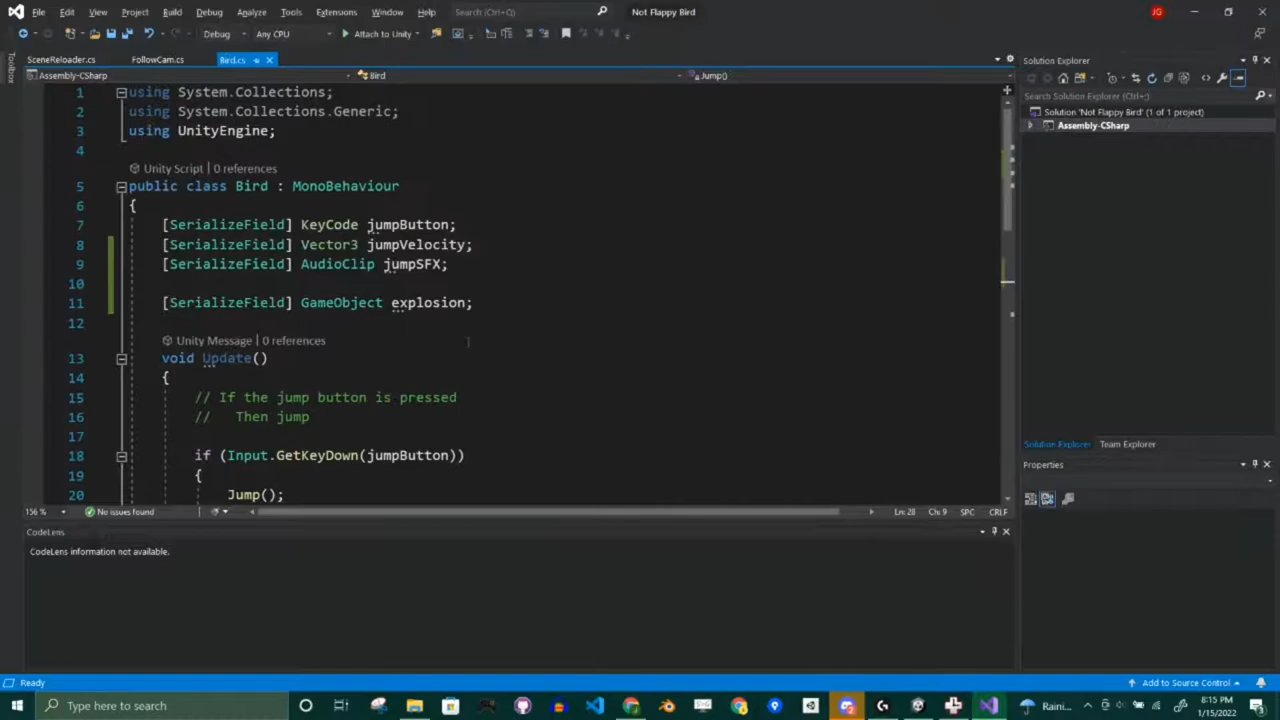 File Edit View Project Build Debug Analyze Tools Extensions Window Help Search (Ctrl+Q) Not Flappy Bird JG
Debug Any CPU Attach to Unity
Toolbox
SceneReloader.cs FollowCam.cs Bird.cs
Assembly-CSharp Bird Jump()
1 using System.Collections;
2 using System.Collections.Generic;
3 using UnityEngine;
4
Unity Script | 0 references
5 public class Bird : MonoBehaviour
6 {
7 [SerializeField] KeyCode jumpButton;
8 [SerializeField] Vector3 jumpVelocity;
9 [SerializeField] AudioClip jumpSFX;
10
11 [SerializeField] GameObject explosion;
12
Unity Message | 0 references
13 void Update()
14 {
15 // If the jump button is pressed
16 // Then jump
17
18 if (Input.GetKeyDown(jumpButton))
19 {
20 Jump();
156 % No issues found Ln: 28 Ch: 9 SPC CRLF
CodeLens
CodeLens information not available.
Solution Explorer
Search Solution Explorer (Ctrl+;)
Solution 'Not Flappy Bird' (1 of 1 project)
Assembly-CSharp
Solution Explorer Team Explorer
Properties
Ready Add to Source Control
Type here to search Raini... 8:15 PM
1/15/2022